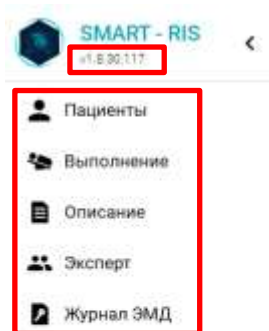 SMART - RIS
v1.8.30.117
Пациенты
Выполнение
Описание
Эксперт
Журнал ЭМД